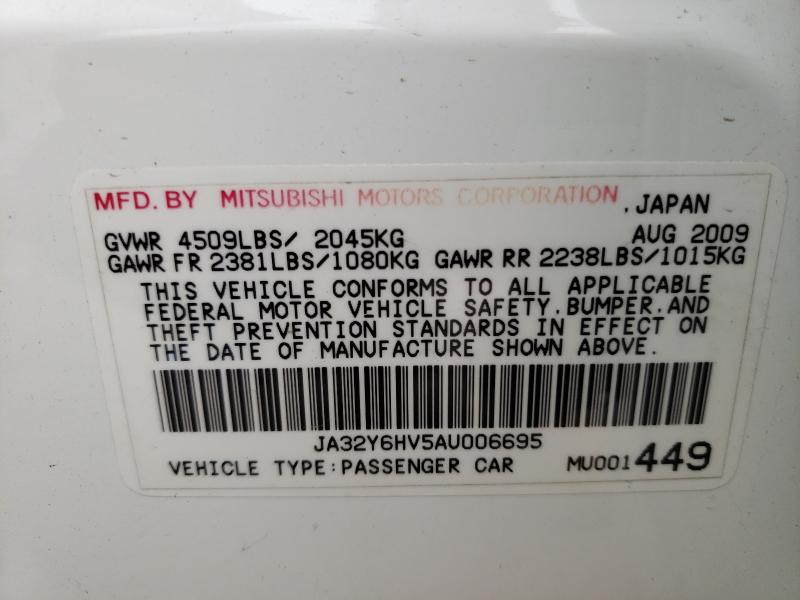 MFD. BY MITSUBISHI MOTORS CORPORATION , JAPAN
GVWR 4509LBS/ 2045KG AUG 2009
GAWR FR 2381LBS/1080KG GAWR RR 2238LBS/1015KG
THIS VEHICLE CONFORMS TO ALL APPLICABLE
FEDERAL MOTOR VEHICLE SAFETY, BUMPER, AND
THEFT PREVENTION STANDARDS IN EFFECT ON
THE DATE OF MANUFACTURE SHOWN ABOVE.
JA32Y6HV5AU006695
VEHICLE TYPE:PASSENGER CAR MU001449